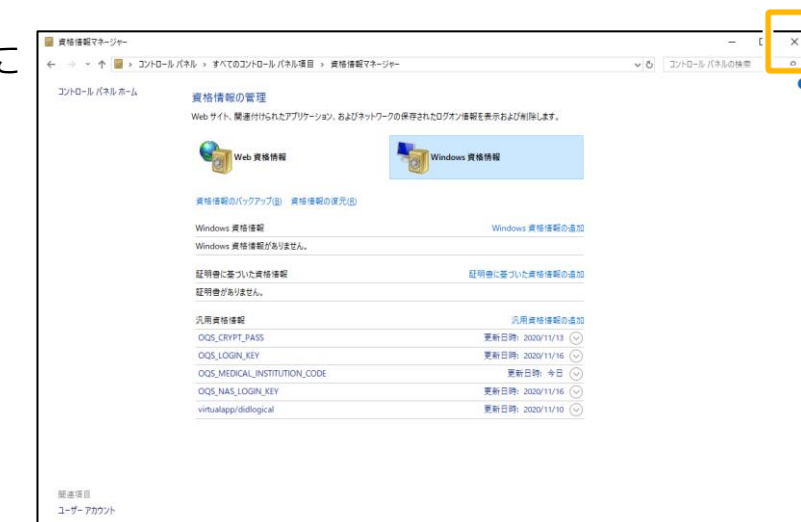 に
資格情報マネージャー
コントロール パネル › すべてのコントロール パネル項目 › 資格情報マネージャー
コントロール パネルの検索
コントロール パネル ホーム
資格情報の管理
Web サイト、関連付けられたアプリケーション、およびネットワークの保存されたログオン情報を表示および削除します。
Web 資格情報
Windows 資格情報
資格情報のバックアップ(B) 資格情報の復元(R)
Windows 資格情報 Windows 資格情報の追加
Windows 資格情報がありません。
証明書に基づいた資格情報 証明書に基づいた資格情報の追加
証明書がありません。
汎用資格情報 汎用資格情報の追加
OQS_CRYPT_PASS 更新日時: 2020/11/13
OQS_LOGIN_KEY 更新日時: 2020/11/16
OQS_MEDICAL_INSTITUTION_CODE 更新日時: 今日
OQS_NAS_LOGIN_KEY 更新日時: 2020/11/16
virtualapp/didlogical 更新日時: 2020/11/10
関連項目
ユーザー アカウント